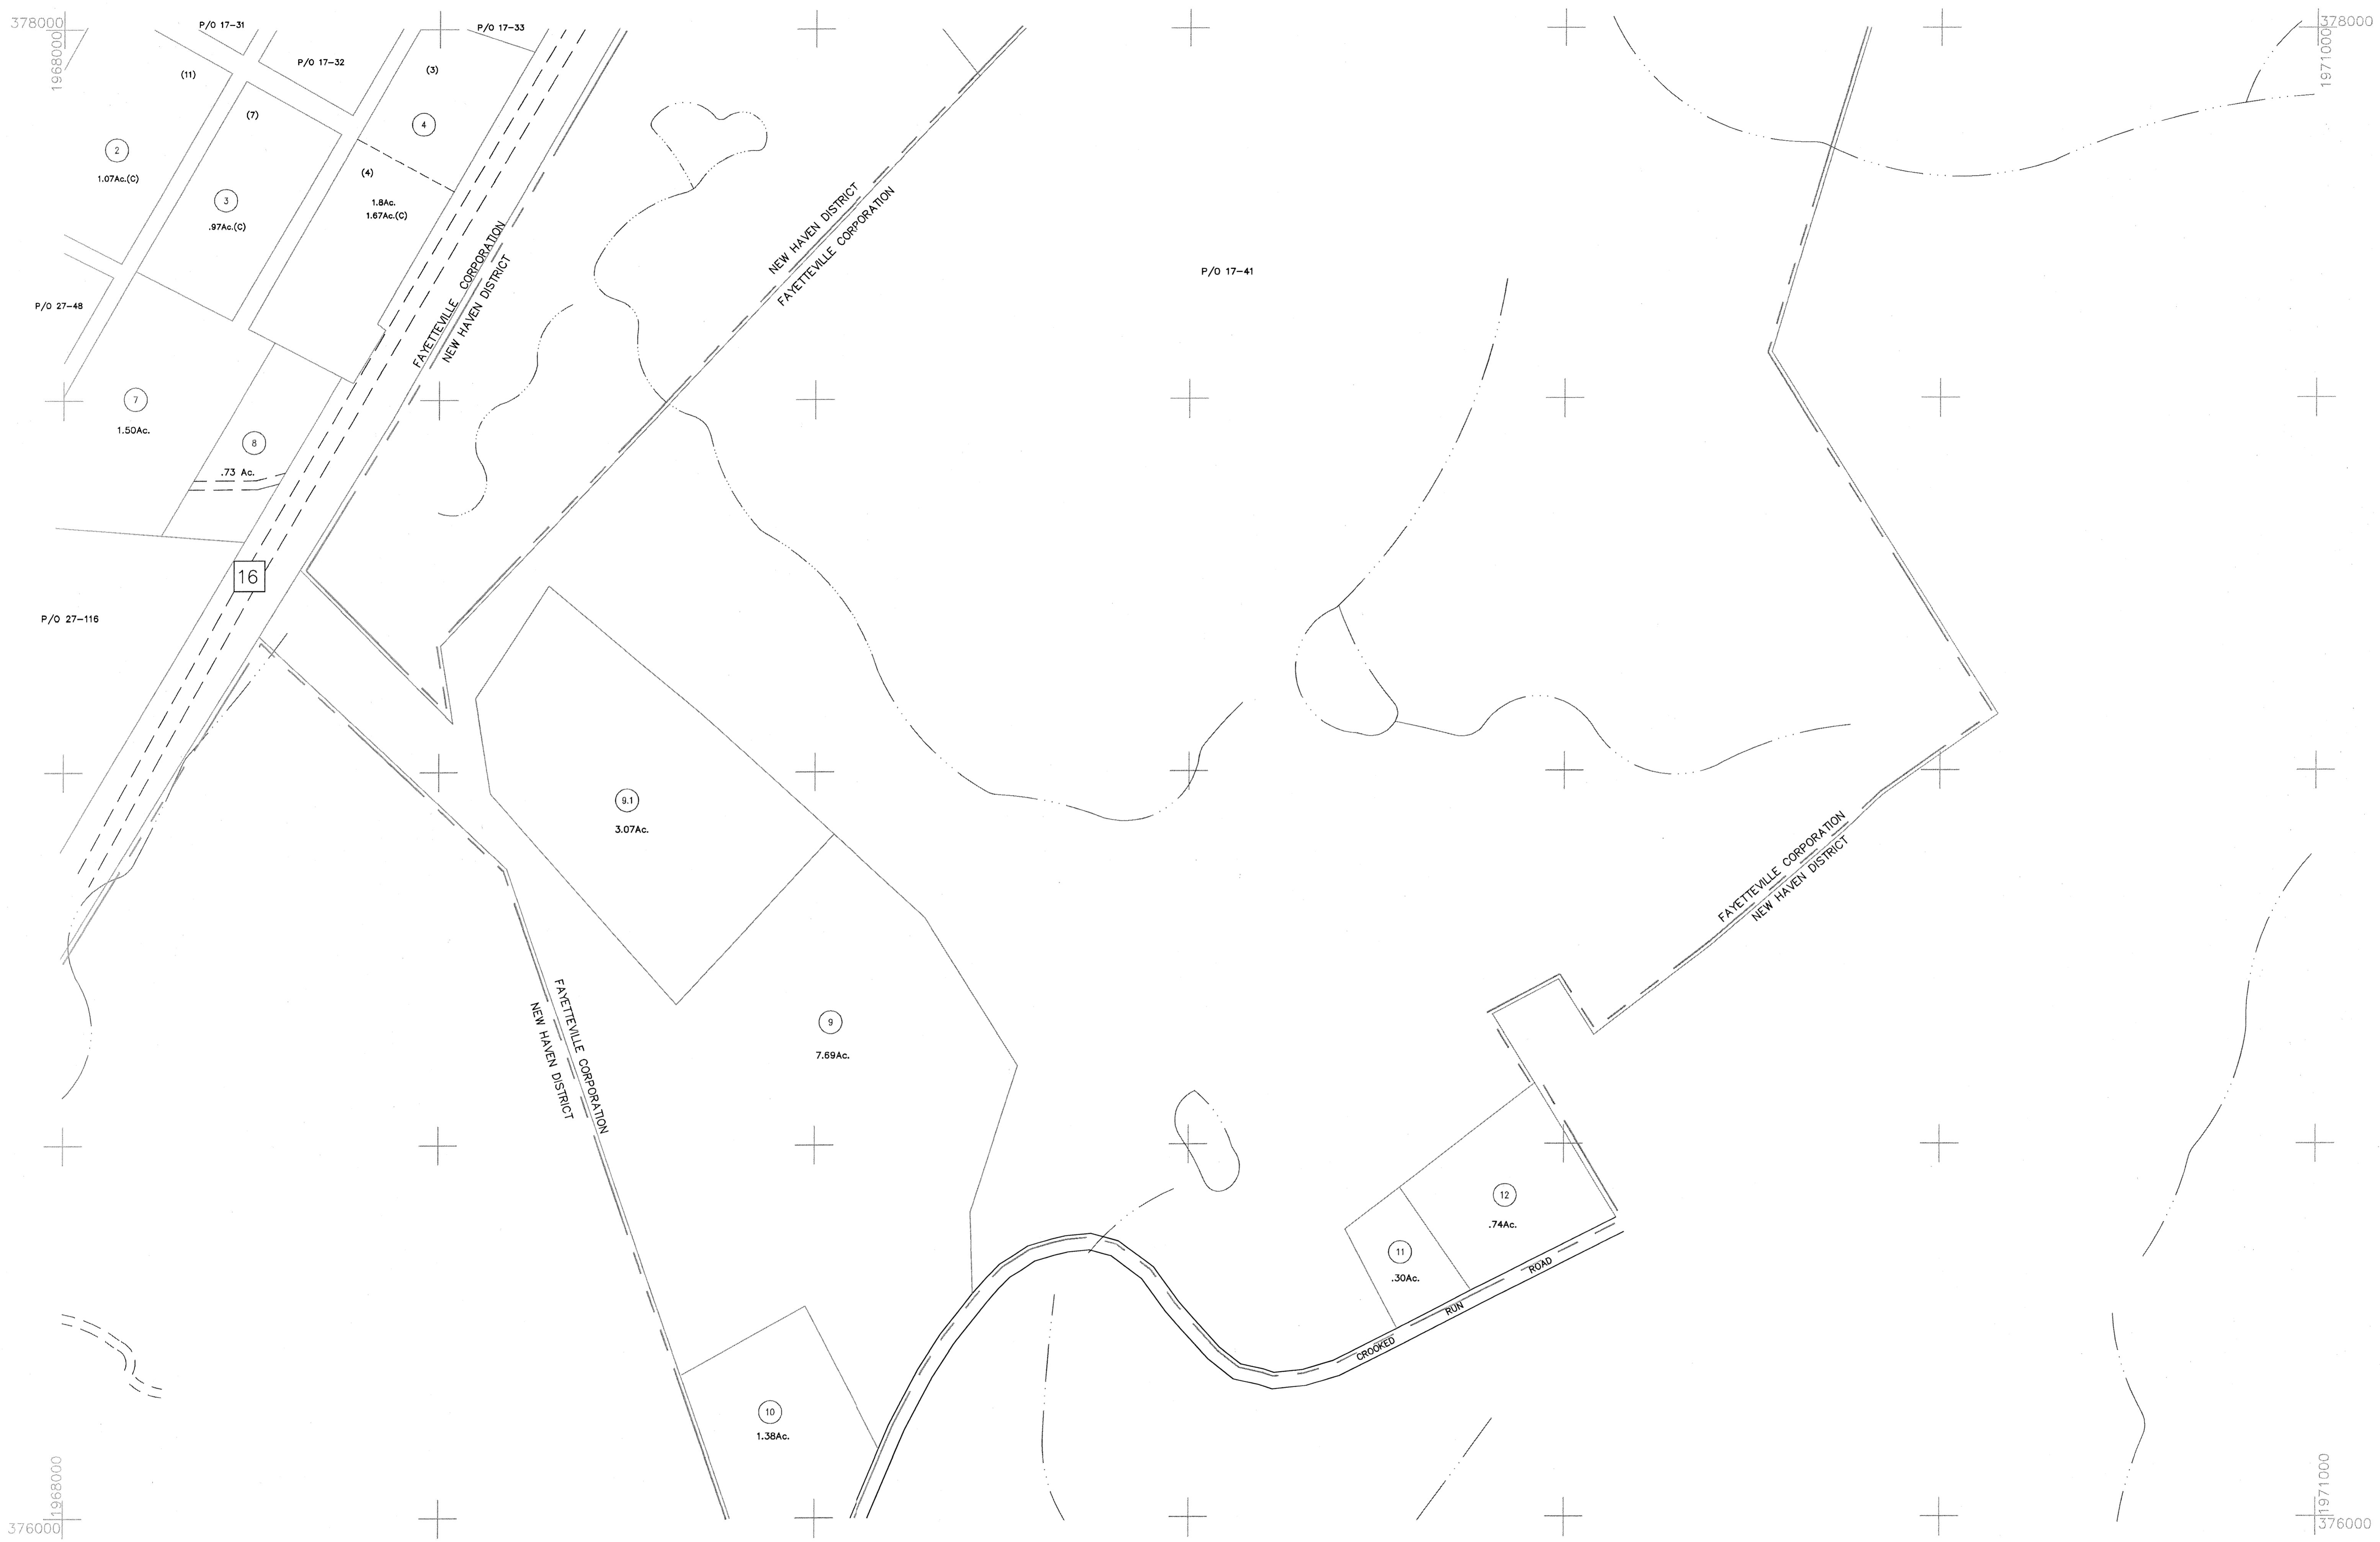 378000
1968000
P/O 17-31
P/O 17-33
378000
1971000
(11)
P/O 17-32
(3)
(7)
4
2
1.07Ac.(C)
(4)
3
.97Ac.(C)
1.8Ac.
1.67Ac.(C)
FAYETTEVILLE CORPORATION
NEW HAVEN DISTRICT
NEW HAVEN DISTRICT
FAYETTEVILLE CORPORATION
P/O 17-41
P/O 27-48
7
1.50Ac.
8
.73 Ac.
16
P/O 27-116
9.1
3.07Ac.
FAYETTEVILLE CORPORATION
NEW HAVEN DISTRICT
FAYETTEVILLE CORPORATION
NEW HAVEN DISTRICT
9
7.69Ac.
12
.74Ac.
11
.30Ac.
CROOKED RUN ROAD
10
1.38Ac.
1968000
376000
1971000
376000